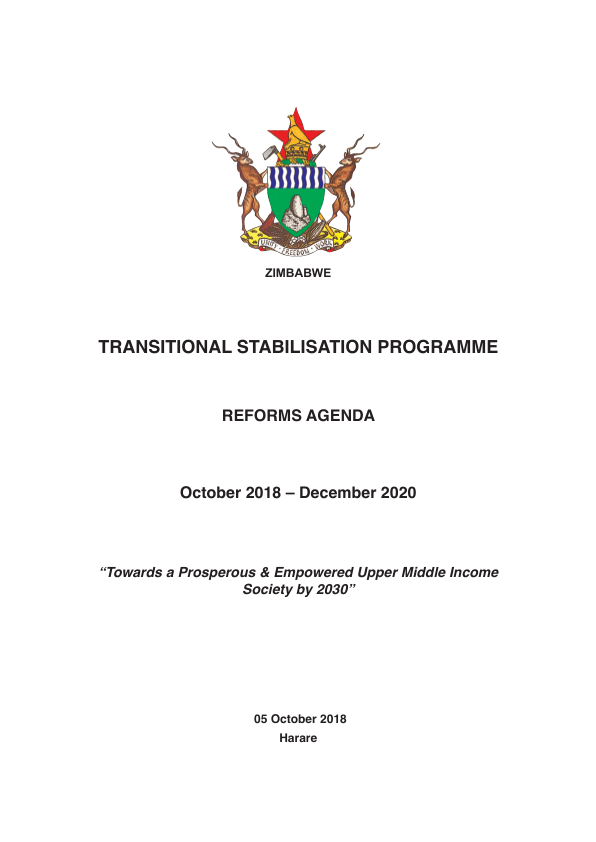 UNITY · FREEDOM · WORK
ZIMBABWE
TRANSITIONAL STABILISATION PROGRAMME
REFORMS AGENDA
October 2018 – December 2020
“Towards a Prosperous & Empowered Upper Middle Income
Society by 2030”
05 October 2018
Harare